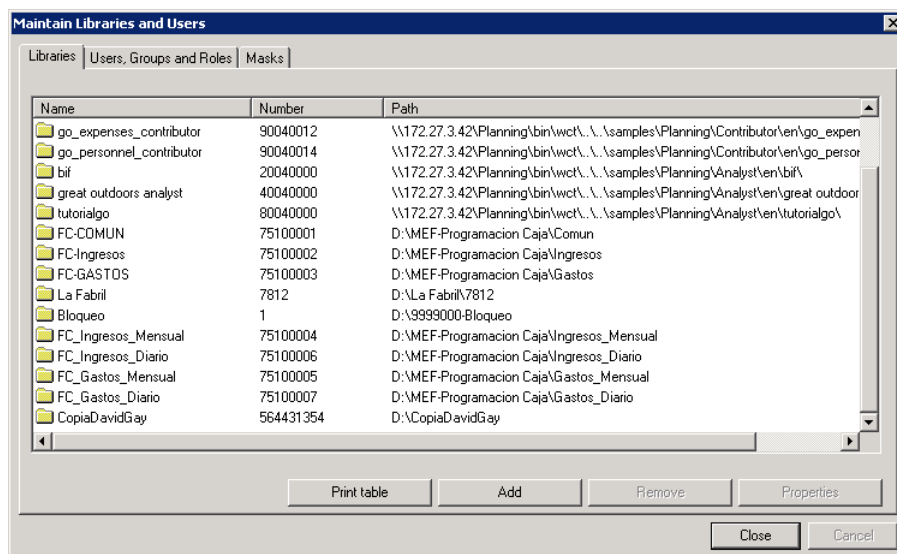 Maintain Libraries and Users
Libraries Users, Groups and Roles Masks
Name Number Path
go_expenses_contributor 90040012 \\172.27.3.42\Planning\bin\wct\..\..\samples\Planning\Contributor\en\go_expen
go_personnel_contributor 90040014 \\172.27.3.42\Planning\bin\wct\..\..\samples\Planning\Contributor\en\go_person
bif 20040000 \\172.27.3.42\Planning\bin\wct\..\..\samples\Planning\Analyst\en\bif\
great outdoors analyst 40040000 \\172.27.3.42\Planning\bin\wct\..\..\samples\Planning\Analyst\en\great outdoor
tutorialgo 80040000 \\172.27.3.42\Planning\bin\wct\..\..\samples\Planning\Analyst\en\tutorialgo\
FC-COMUN 75100001 D:\MEF-Programacion Caja\Comun
FC-Ingresos 75100002 D:\MEF-Programacion Caja\Ingresos
FC-GASTOS 75100003 D:\MEF-Programacion Caja\Gastos
La Fabril 7812 D:\La Fabril\7812
Bloqueo 1 D:\9999000-Bloqueo
FC_Ingresos_Mensual 75100004 D:\MEF-Programacion Caja\Ingresos_Mensual
FC_Ingresos_Diario 75100006 D:\MEF-Programacion Caja\Ingresos_Diario
FC_Gastos_Mensual 75100005 D:\MEF-Programacion Caja\Gastos_Mensual
FC_Gastos_Diario 75100007 D:\MEF-Programacion Caja\Gastos_Diario
CopiaDavidGay 564431354 D:\CopiaDavidGay
Print table Add Remove Properties
Close Cancel